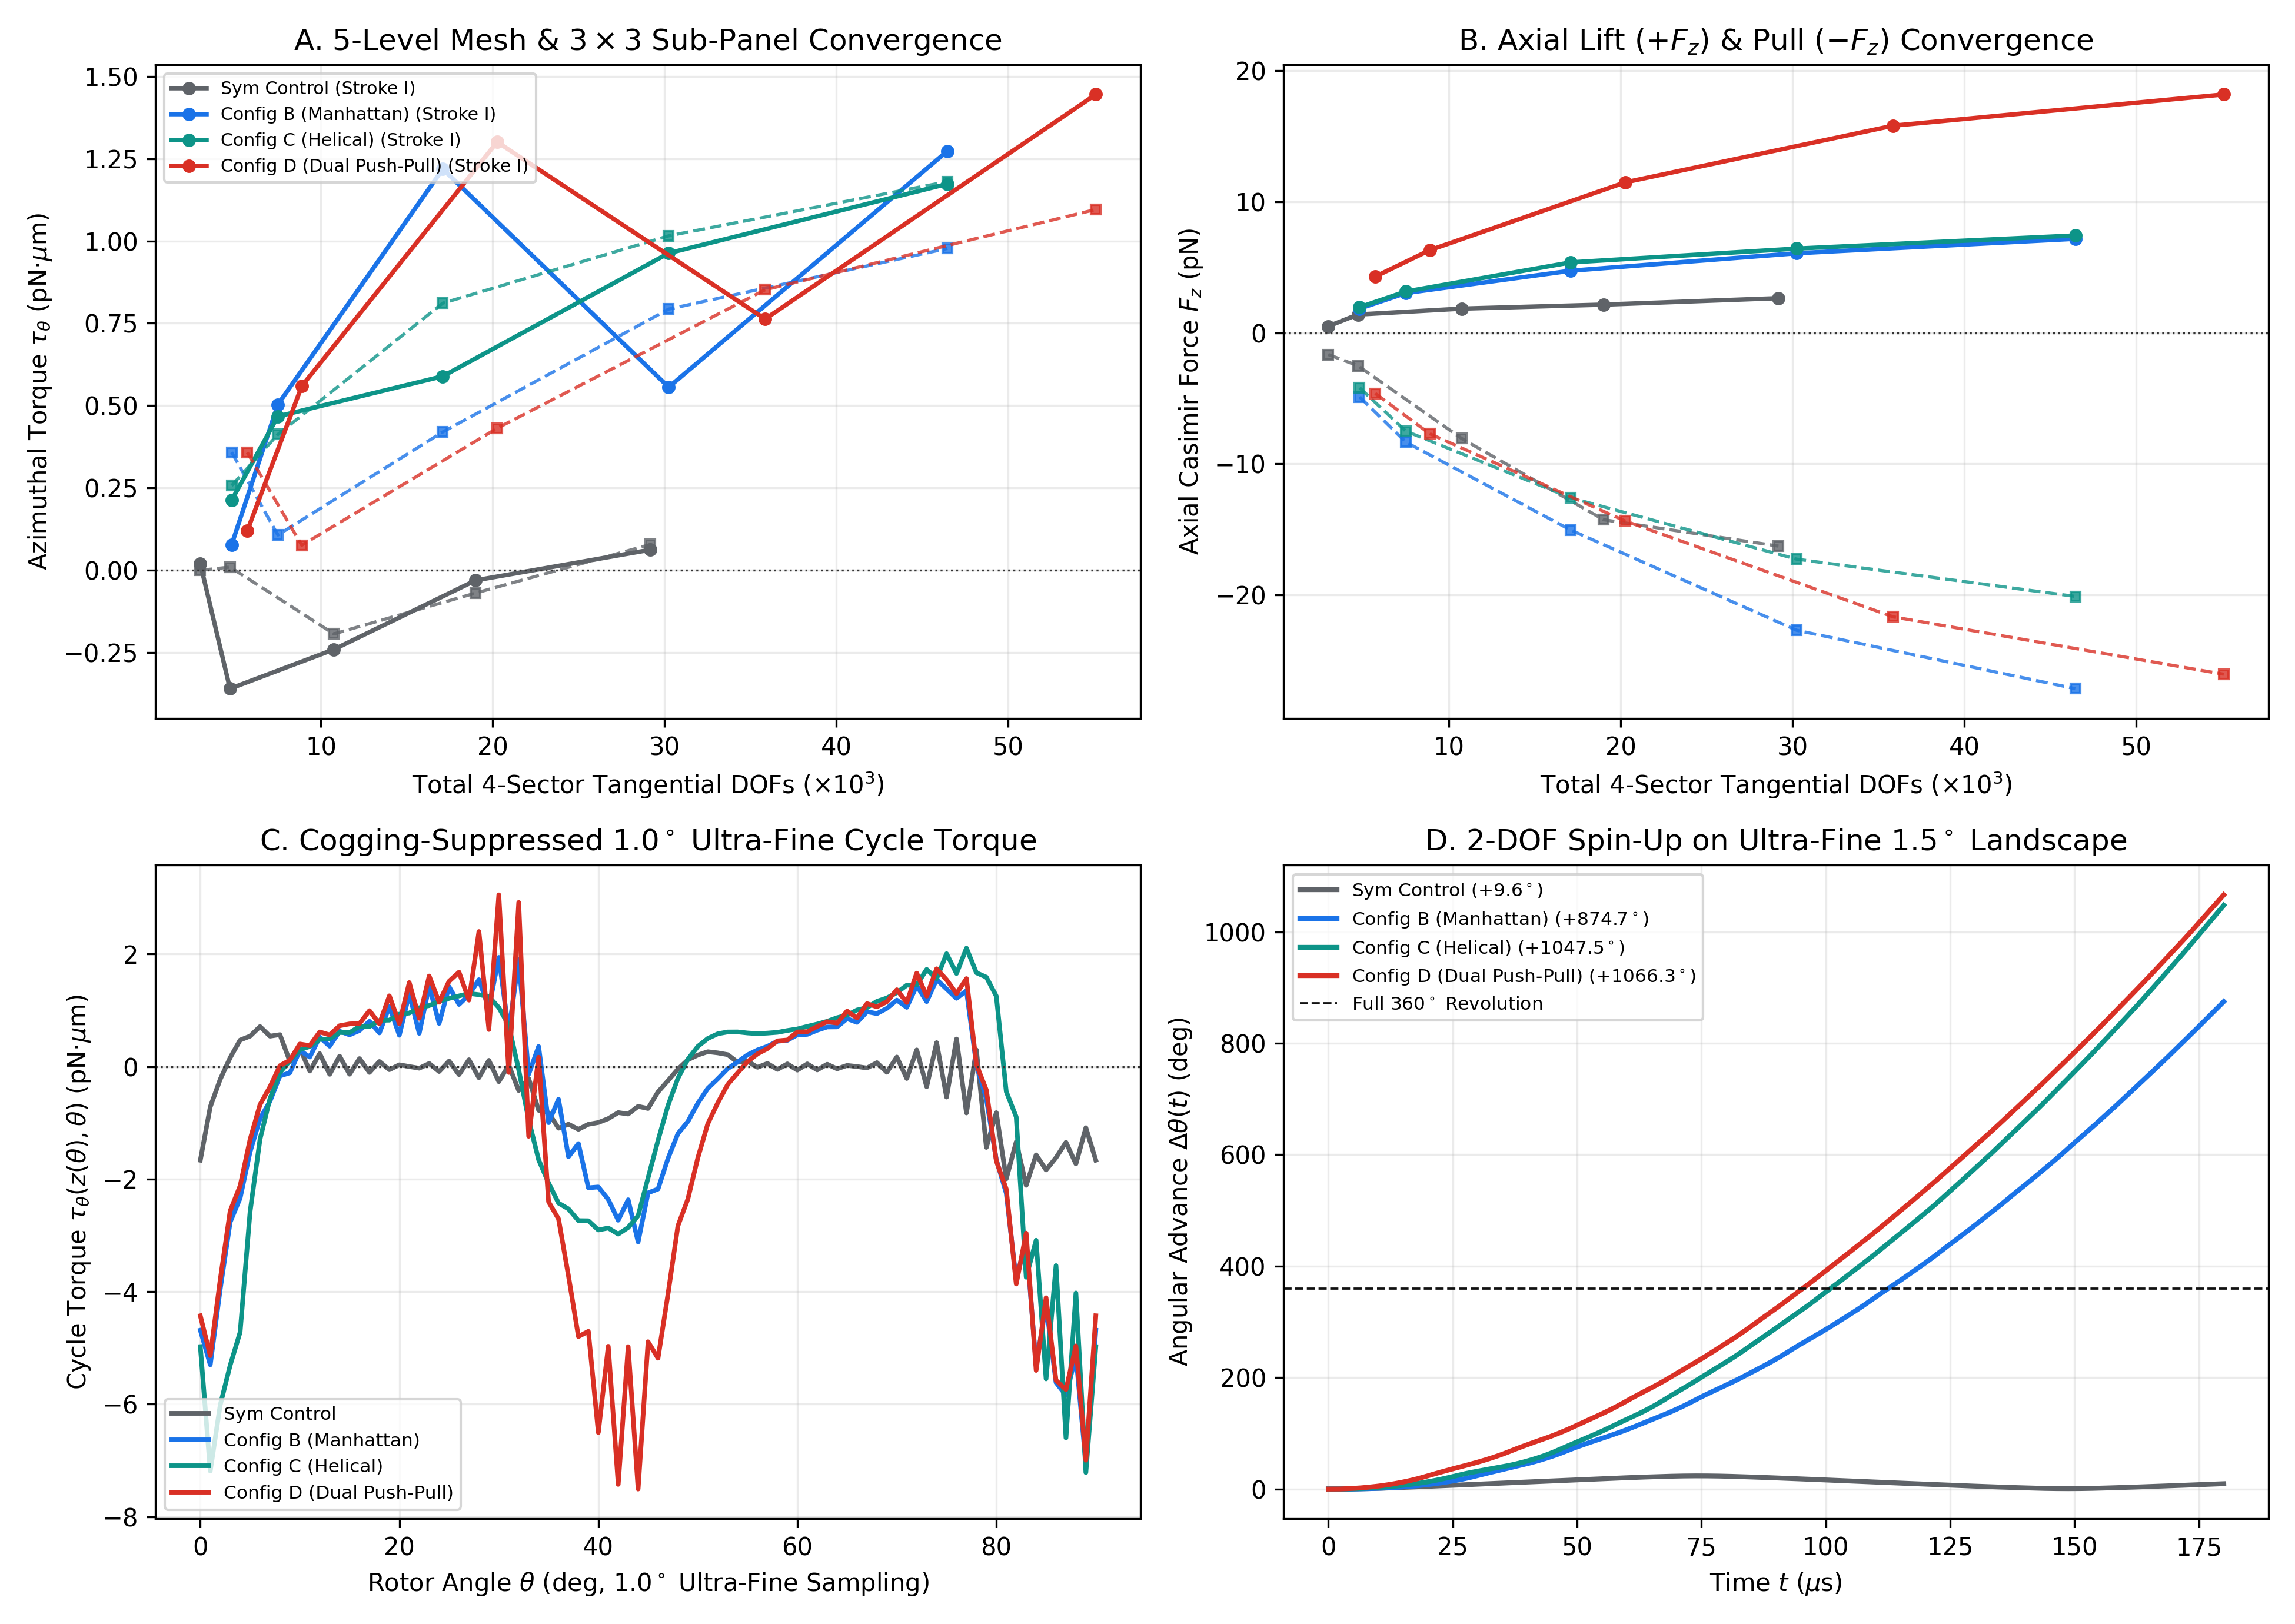 A. 5-Level Mesh & 3 × 3 Sub-Panel Convergence
Azimuthal Torque τθ (pN·μm)
1.50
1.25
1.00
0.75
0.50
0.25
0.00
−0.25
Sym Control (Stroke I)
Config B (Manhattan) (Stroke I)
Config C (Helical) (Stroke I)
Config D (Dual Push-Pull) (Stroke I)
10 20 30 40 50
Total 4-Sector Tangential DOFs (×10³)
B. Axial Lift (+Fz) & Pull (−Fz) Convergence
Axial Casimir Force Fz (pN)
20
10
0
−10
−20
10 20 30 40 50
Total 4-Sector Tangential DOFs (×10³)
C. Cogging-Suppressed 1.0° Ultra-Fine Cycle Torque
Cycle Torque τθ(z(θ), θ) (pN·μm)
2
0
−2
−4
−6
−8
Sym Control
Config B (Manhattan)
Config C (Helical)
Config D (Dual Push-Pull)
0 20 40 60 80
Rotor Angle θ (deg, 1.0° Ultra-Fine Sampling)
D. 2-DOF Spin-Up on Ultra-Fine 1.5° Landscape
Angular Advance Δθ(t) (deg)
1000
800
600
400
200
0
Sym Control (+9.6°)
Config B (Manhattan) (+874.7°)
Config C (Helical) (+1047.5°)
Config D (Dual Push-Pull) (+1066.3°)
Full 360° Revolution
0 25 50 75 100 125 150 175
Time t (μs)